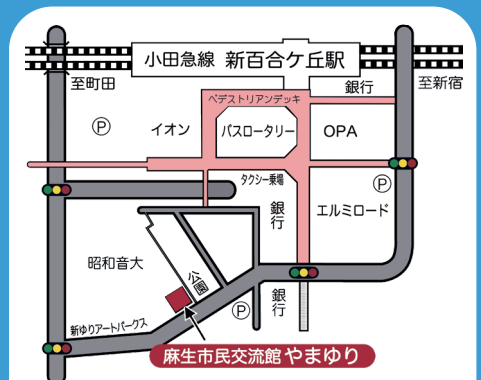 小田急線 新百合ケ丘駅
至町田
至新宿
銀行
ペデストリアンデッキ
Ⓟ
イオン
バスロータリー
OPA
タクシー乗場
Ⓟ
銀行
エルミロード
昭和音大
公園
銀行
Ⓟ
新ゆりアートパークス
麻生市民交流館 やまゆり